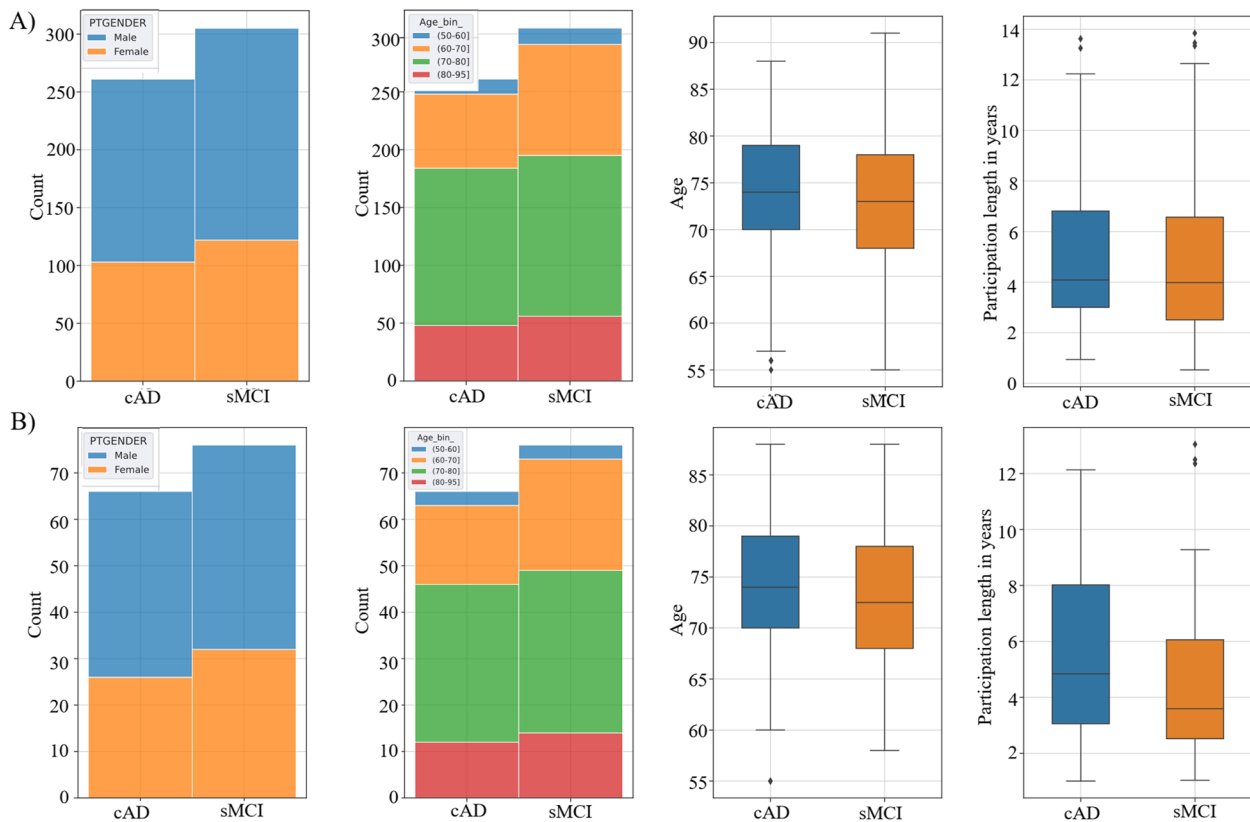 A)
PTGENDER
Male
Female
300
250
200
150
100
50
0
Count
cAD
sMCI
Age_bin_
(50-60]
(60-70]
(70-80]
(80-95]
300
250
200
150
100
50
0
Count
cAD
sMCI
90
85
80
75
70
65
60
55
Age
cAD
sMCI
14
12
10
8
6
4
2
0
Participation length in years
cAD
sMCI
B)
PTGENDER
Male
Female
70
60
50
40
30
20
10
0
Count
cAD
sMCI
Age_bin_
(50-60]
(60-70]
(70-80]
(80-95]
70
60
50
40
30
20
10
0
Count
cAD
sMCI
85
80
75
70
65
60
55
Age
cAD
sMCI
12
10
8
6
4
2
Participation length in years
cAD
sMCI